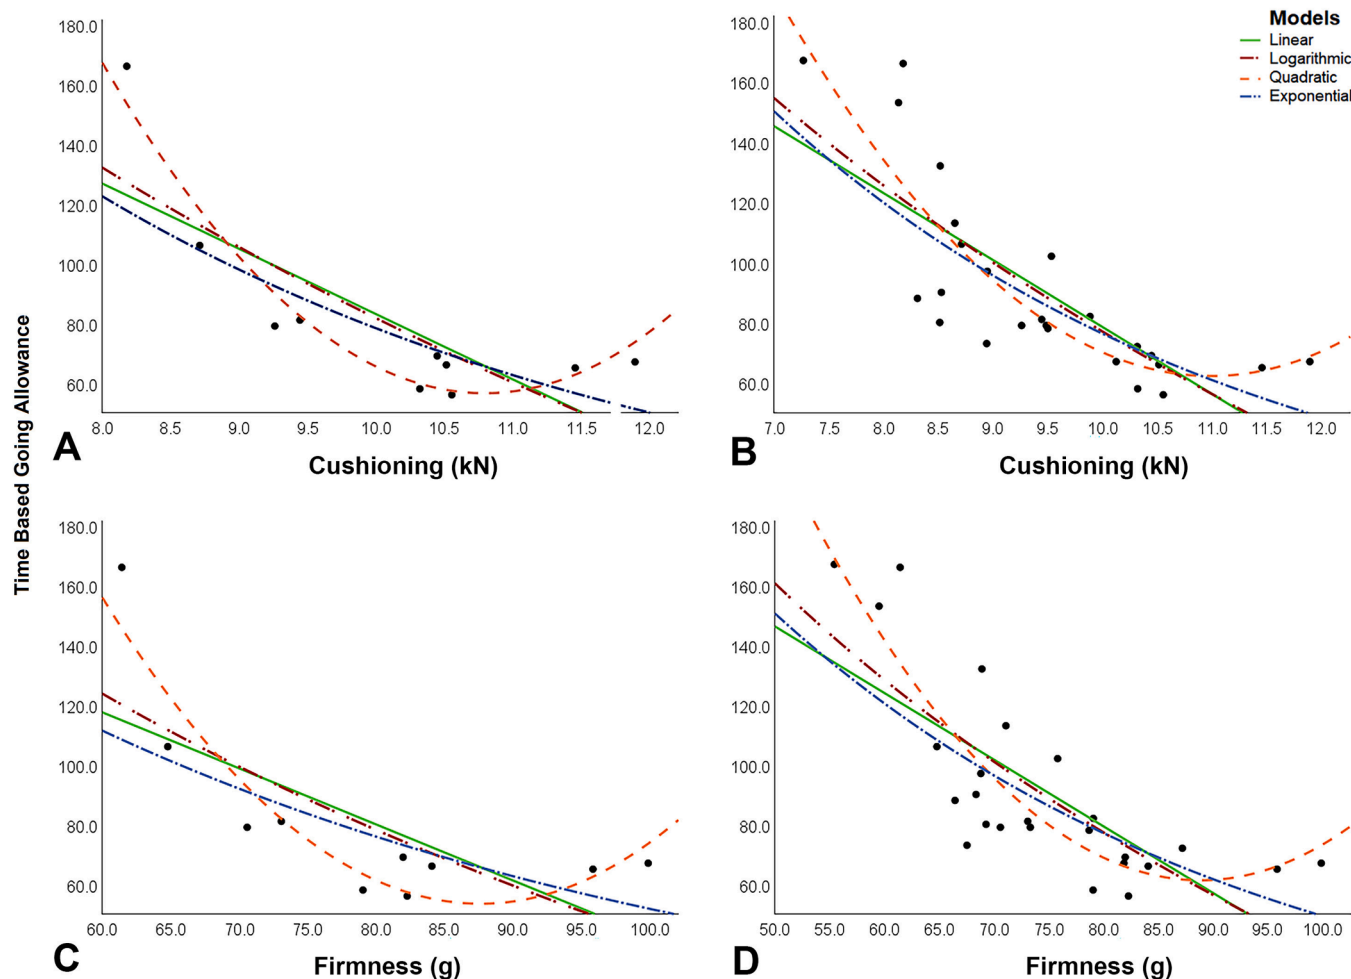 Time Based Going Allowance
180.0
160.0
140.0
120.0
100.0
80.0
60.0
8.0 8.5 9.0 9.5 10.0 10.5 11.0 11.5 12.0
A
Cushioning (kN)
180.0
160.0
140.0
120.0
100.0
80.0
60.0
7.0 7.5 8.0 8.5 9.0 9.5 10.0 10.5 11.0 11.5 12.0
B
Cushioning (kN)
Models
Linear
Logarithmic
Quadratic
Exponential
180.0
160.0
140.0
120.0
100.0
80.0
60.0
60.0 65.0 70.0 75.0 80.0 85.0 90.0 95.0 100.0
C
Firmness (g)
180.0
160.0
140.0
120.0
100.0
80.0
60.0
50.0 55.0 60.0 65.0 70.0 75.0 80.0 85.0 90.0 95.0 100.0
D
Firmness (g)